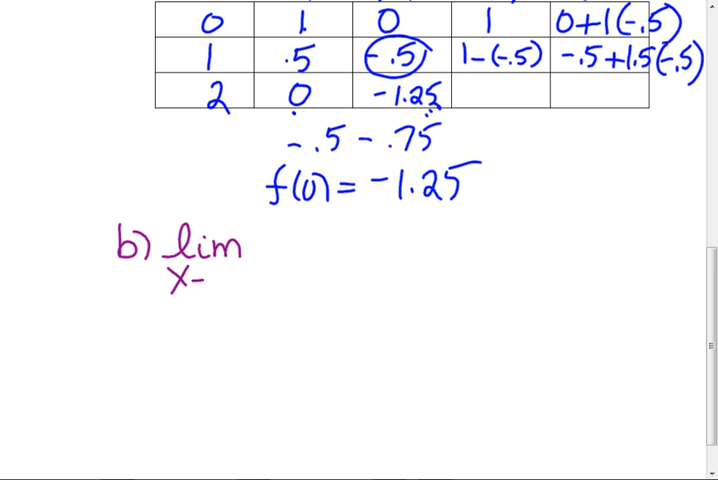 0 1 0 1 0+1(-.5)
1 .5 -.5 1-(-.5) -.5+1.5(-.5)
2 0 -1.25
-.5 - .75
f(0) = -1.25
b) lim
x-